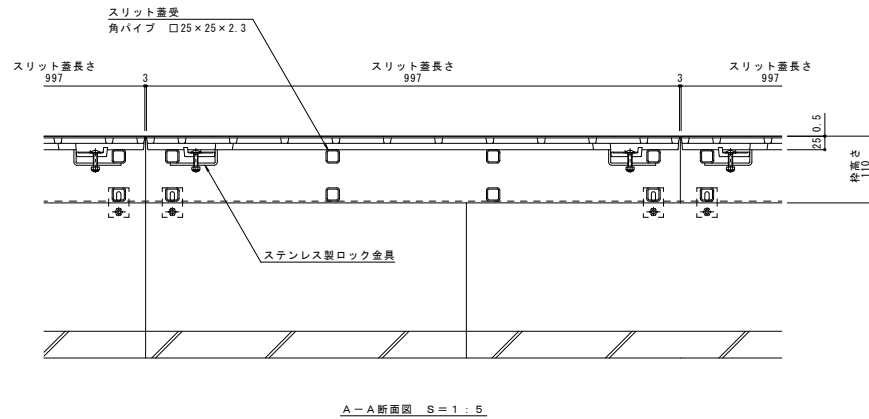 スリット蓋受
角パイプ 口25×25×2.3
スリット蓋長さ
997
3
スリット蓋長さ
997
3
スリット蓋長さ
997
25
0.5
枠高さ
110
ステンレス製ロック金具
A−A断面図 S=1:5